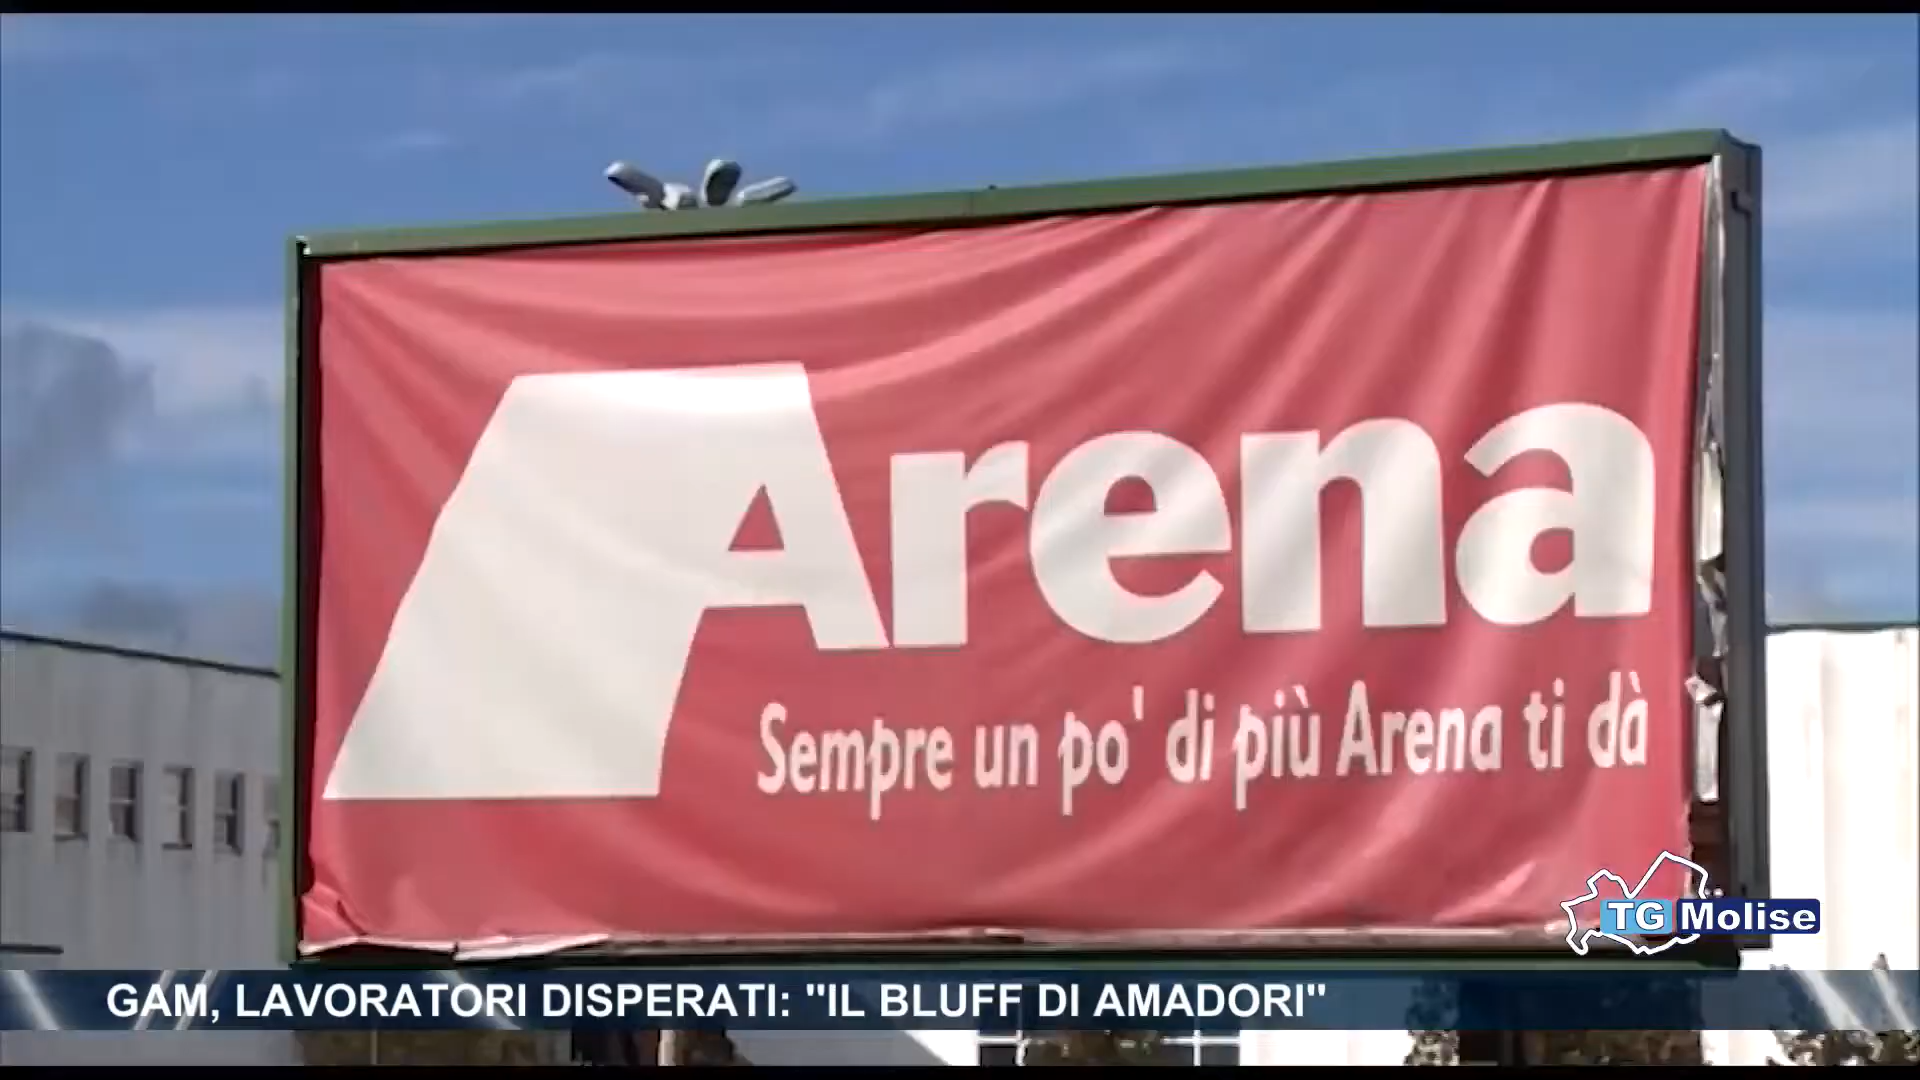 Arena
Sempre un po' di più Arena ti dà
TG Molise
GAM, LAVORATORI DISPERATI: "IL BLUFF DI AMADORI"